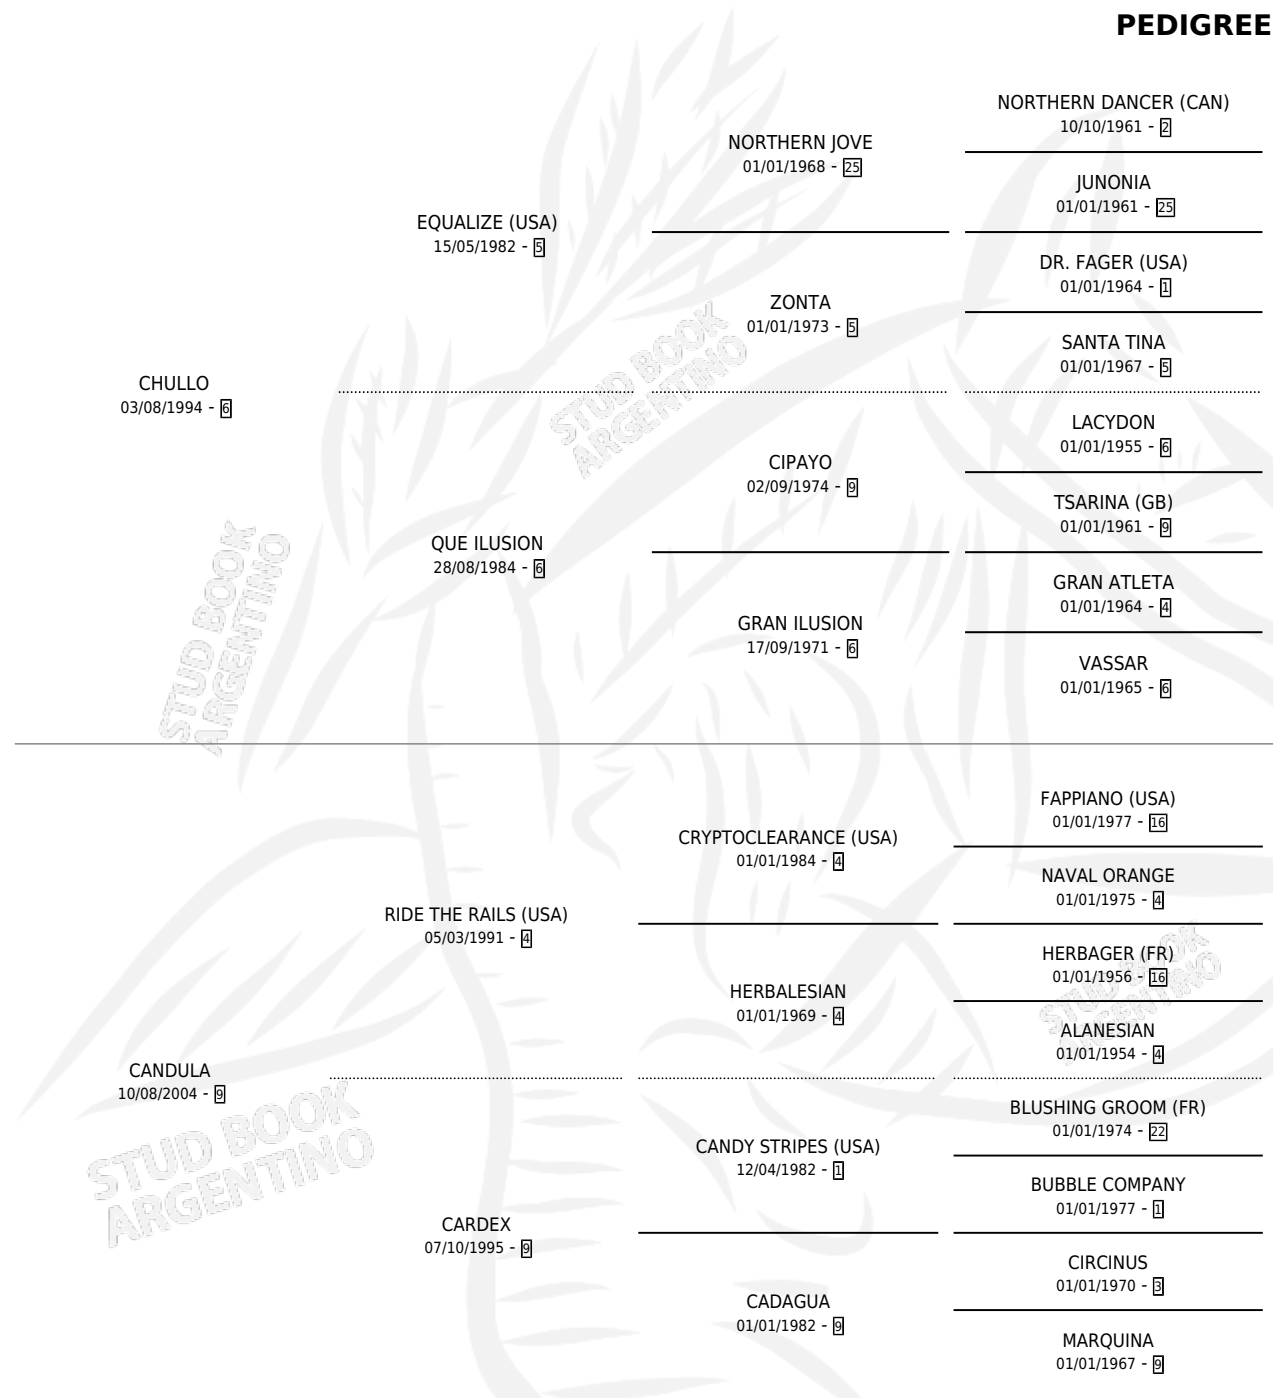 PEDIGREE
NORTHERN DANCER (CAN)
10/10/1961 - 2
NORTHERN JOVE
01/01/1968 - 25
JUNONIA
01/01/1961 - 25
EQUALIZE (USA)
15/05/1982 - 5
DR. FAGER (USA)
01/01/1964 - 1
ZONTA
01/01/1973 - 5
SANTA TINA
01/01/1967 - 5
CHULLO
03/08/1994 - 6
LACYDON
01/01/1955 - 6
CIPAYO
02/09/1974 - 9
TSARINA (GB)
01/01/1961 - 9
QUE ILUSION
28/08/1984 - 6
GRAN ATLETA
01/01/1964 - 4
GRAN ILUSION
17/09/1971 - 6
VASSAR
01/01/1965 - 6
STUD BOOK
ARGENTINO
STUD BOOK
ARGENTINO
FAPPIANO (USA)
01/01/1977 - 16
CRYPTOCLEARANCE (USA)
01/01/1984 - 4
NAVAL ORANGE
01/01/1975 - 4
RIDE THE RAILS (USA)
05/03/1991 - 4
HERBAGER (FR)
01/01/1956 - 16
HERBALESIAN
01/01/1969 - 4
ALANESIAN
01/01/1954 - 4
CANDULA
10/08/2004 - 9
BLUSHING GROOM (FR)
01/01/1974 - 22
CANDY STRIPES (USA)
12/04/1982 - 1
BUBBLE COMPANY
01/01/1977 - 1
CARDEX
07/10/1995 - 9
CIRCINUS
01/01/1970 - 3
CADAGUA
01/01/1982 - 9
MARQUINA
01/01/1967 - 9
STUD BOOK
ARGENTINO
STUD BOOK
ARGENTINO